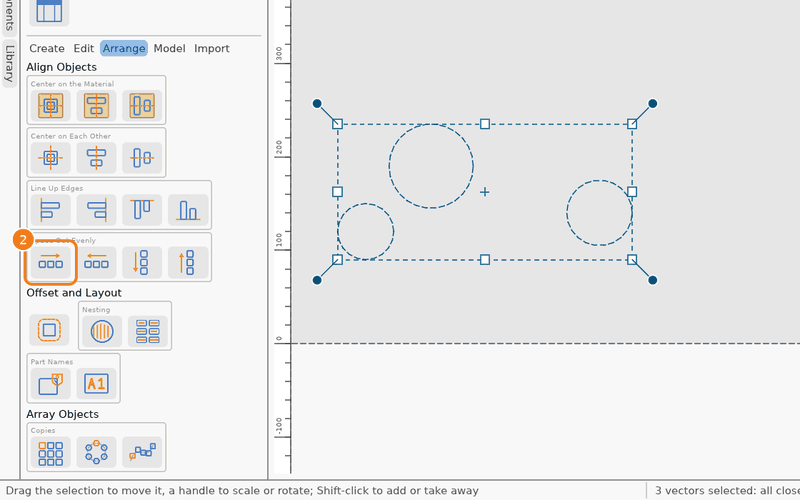 Library
Create Edit Arrange Model Import
Align Objects
Center on the Material
Center on Each Other
Line Up Edges
2
Evenly
Offset and Layout
Nesting
Part Names
A1
Array Objects
Copies
300
200
100
0
-100
Drag the selection to move it, a handle to scale or rotate; Shift-click to add or take away
3 vectors selected: all close